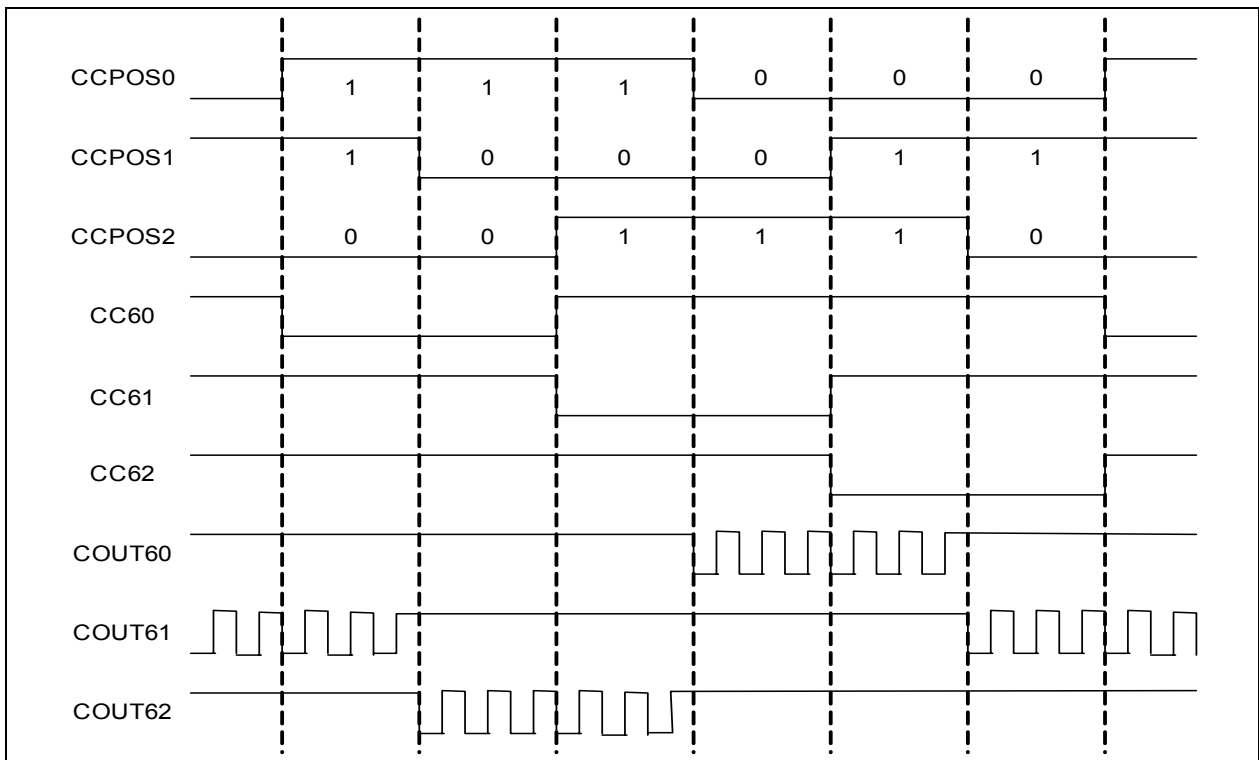 CCPOS0 1 1 1 0 0 0
CCPOS1 1 0 0 0 1 1
CCPOS2 0 0 1 1 1 0
CC60
CC61
CC62
COUT60
COUT61
COUT62